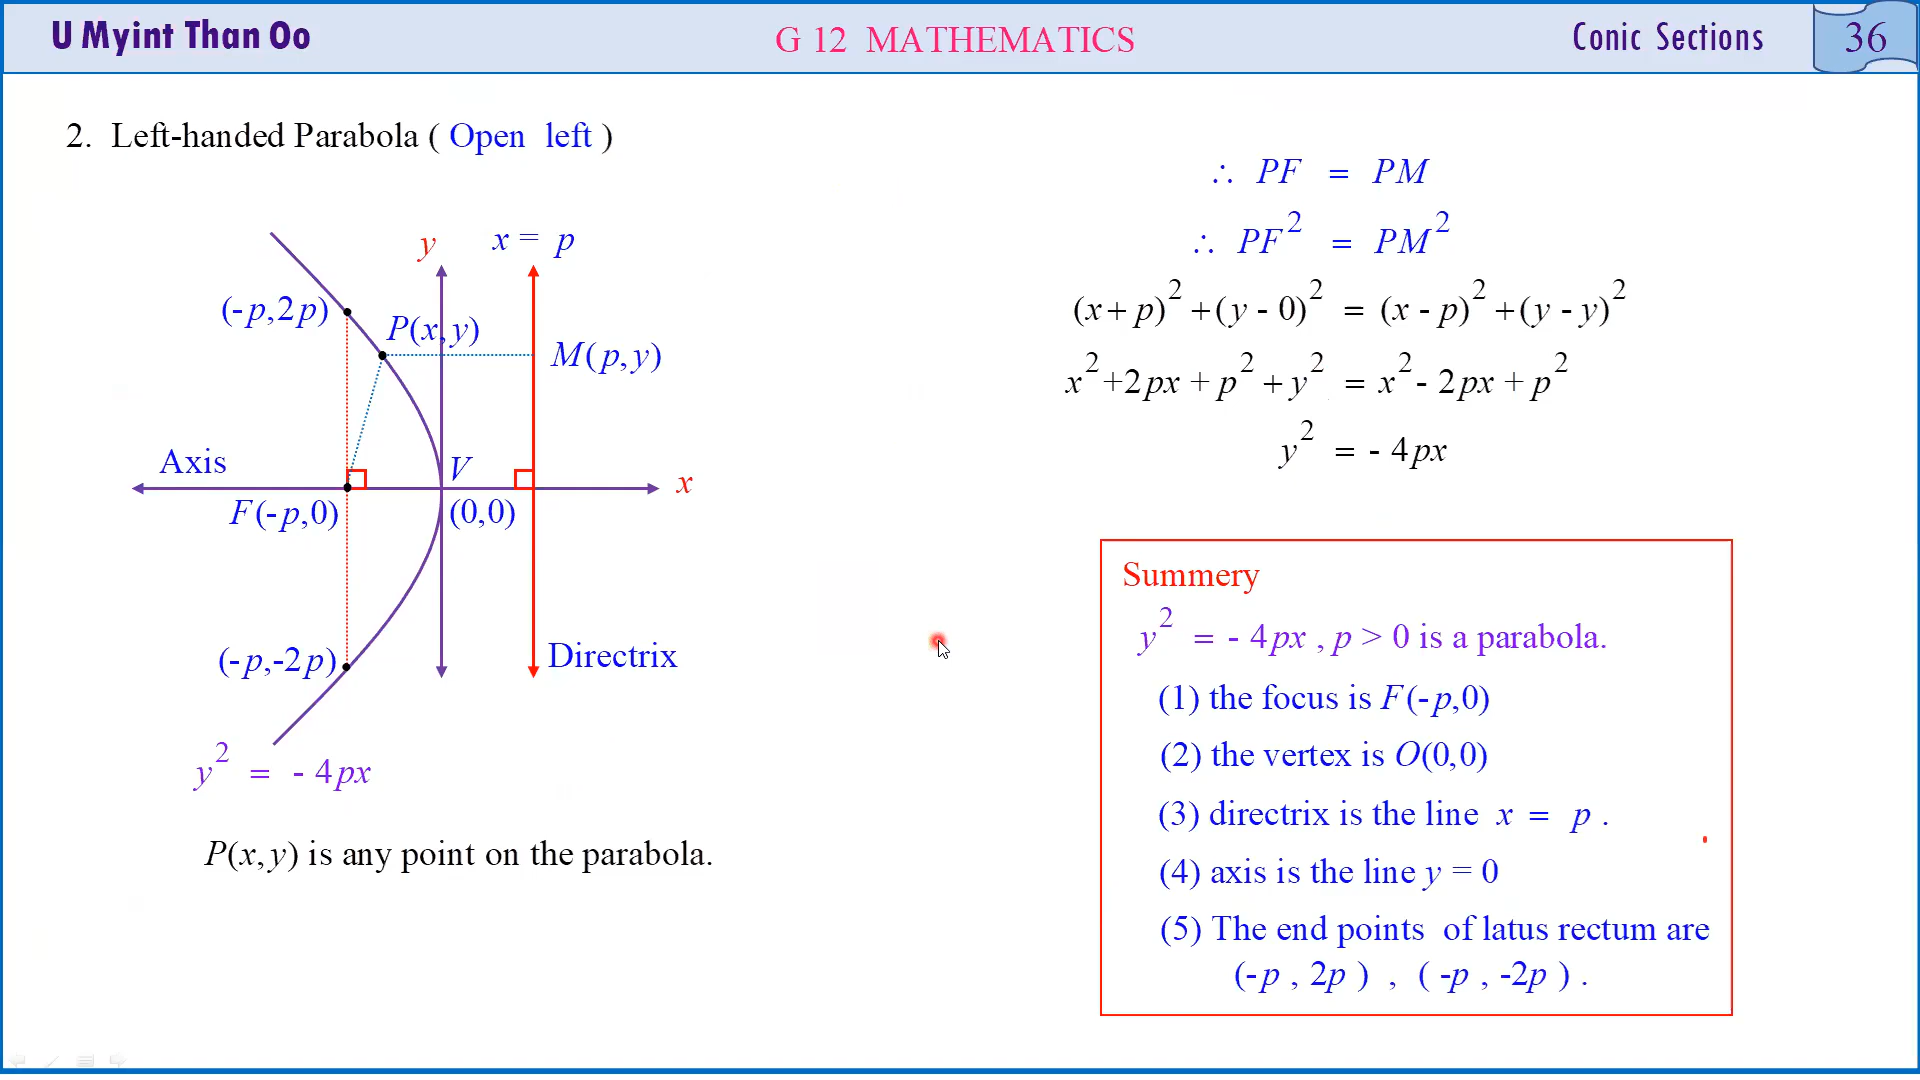 U Myint Than Oo
G 12 MATHEMATICS
Conic Sections
36
2. Left-handed Parabola ( Open left )
y
x = p
(-p,2p)
P(x,y)
M(p,y)
Axis
V
x
F(-p,0)
(0,0)
(-p,-2p)
Directrix
y² = - 4px
P(x,y) is any point on the parabola.
∴ PF = PM
∴ PF² = PM²
(x+p)² +(y - 0)² = (x - p)² +(y - y)²
x² +2px + p² + y² = x² - 2px + p²
y² = - 4px
Summery
y² = - 4px , p > 0 is a parabola.
(1) the focus is F(-p,0)
(2) the vertex is O(0,0)
(3) directrix is the line x = p .
(4) axis is the line y = 0
(5) The end points of latus rectum are
(-p , 2p ) , ( -p , -2p ) .